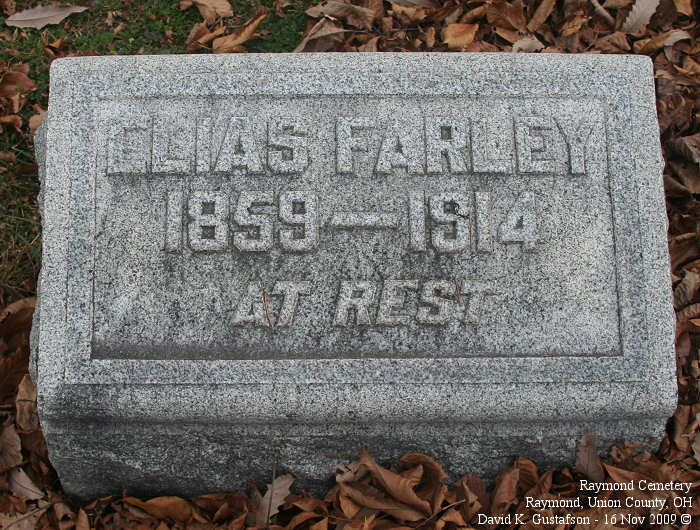 ELIAS FARLEY
1859 — 1914
AT REST
Raymond Cemetery
Raymond, Union County, OH
David K. Gustafson - 16 Nov 2009 ©